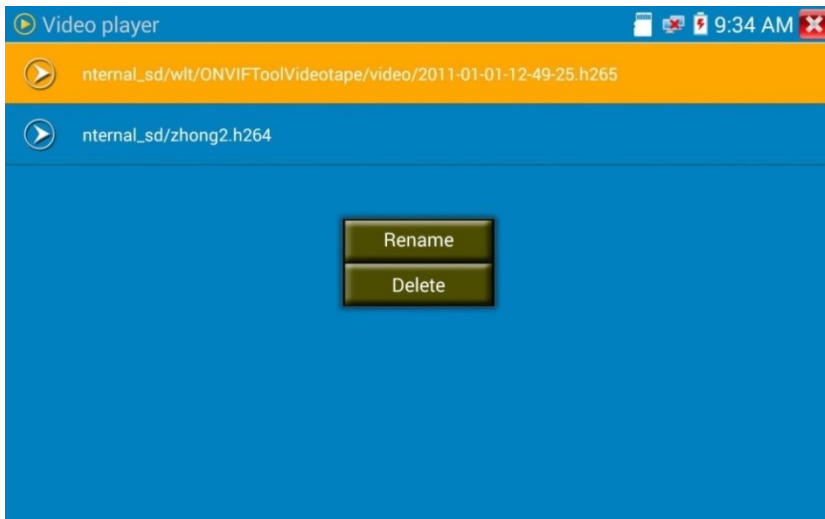 Video player
9:34 AM
nternal_sd/wlt/ONVIFToolVideotape/video/2011-01-01-12-49-25.h265
nternal_sd/zhong2.h264
Rename
Delete